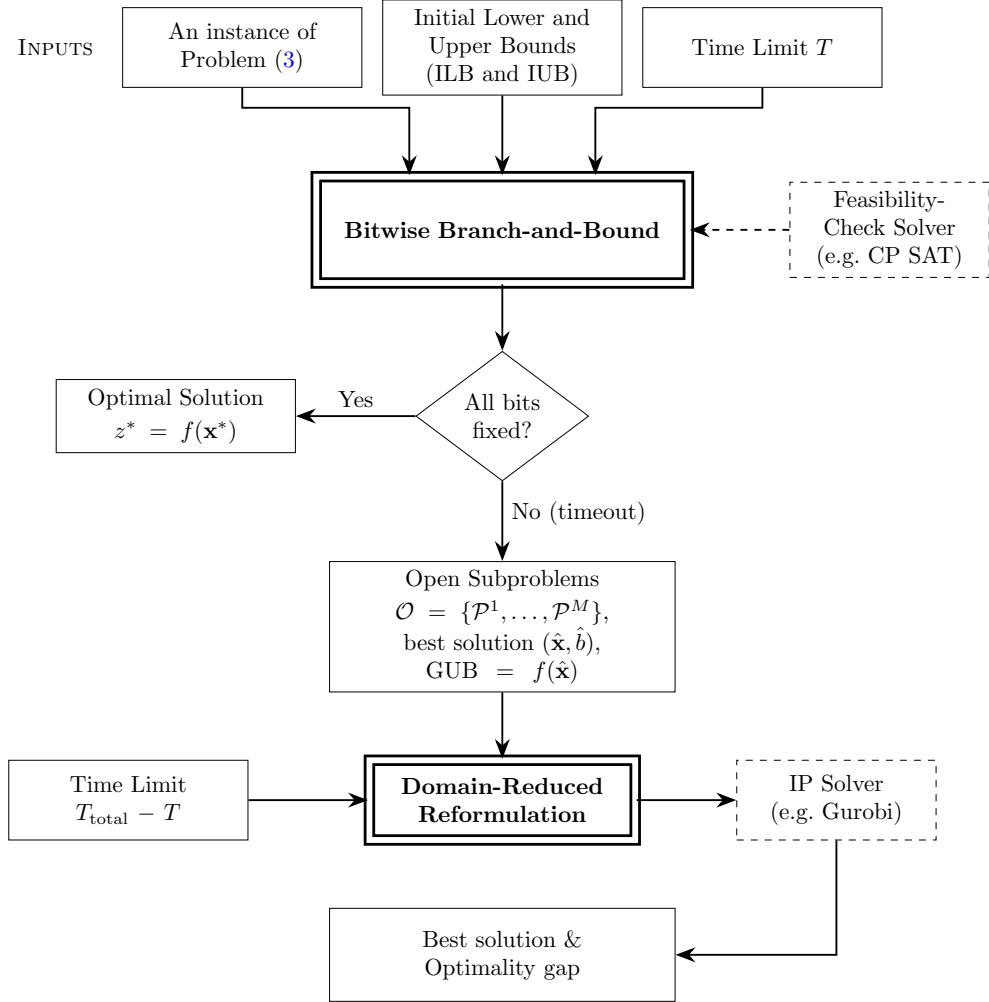 INPUTS
An instance of
Problem (3)
Initial Lower and
Upper Bounds
(ILB and IUB)
Time Limit T
Bitwise Branch-and-Bound
Feasibility-
Check Solver
(e.g. CP SAT)
Optimal Solution
z* = f(x*)
Yes
All bits
fixed?
No (timeout)
Open Subproblems
𝒪 = {𝒫¹, . . . , 𝒫ᴹ},
best solution (x̂, b̂),
GUB = f(x̂)
Time Limit
T_total − T
Domain-Reduced
Reformulation
IP Solver
(e.g. Gurobi)
Best solution &
Optimality gap